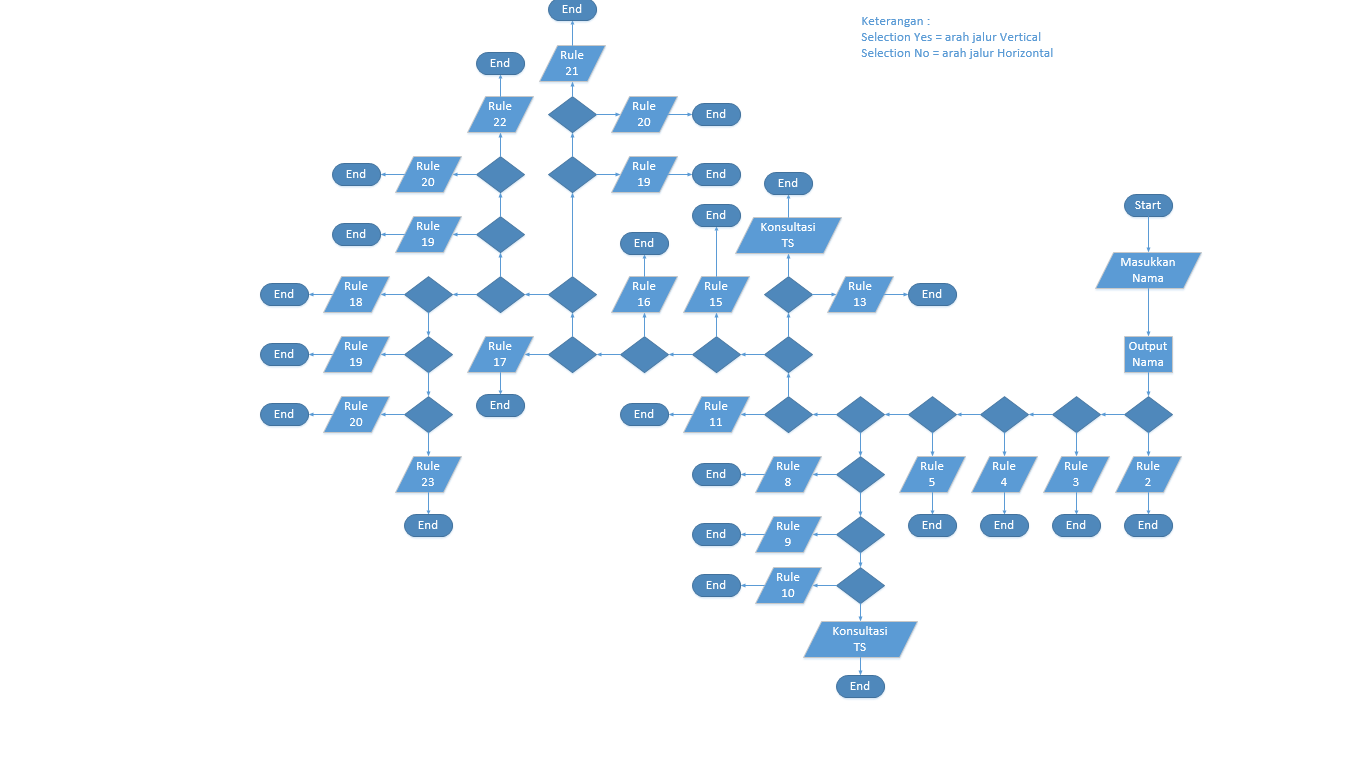 End
Keterangan :
Selection Yes = arah jalur Vertical
Selection No = arah jalur Horizontal
Rule
21
End
Rule
22
Rule
20
End
End
Rule
20
Rule
19
End
End
Konsultasi
TS
Start
End
Rule
19
End
End
Masukkan
Nama
End
Rule
18
Rule
16
Rule
15
Rule
13
End
End
Rule
19
Rule
17
Output
Nama
End
End
Rule
20
End
Rule
11
Rule
23
End
Rule
8
Rule
5
Rule
4
Rule
3
Rule
2
End
End
End
End
End
End
Rule
9
End
Rule
10
Konsultasi
TS
End